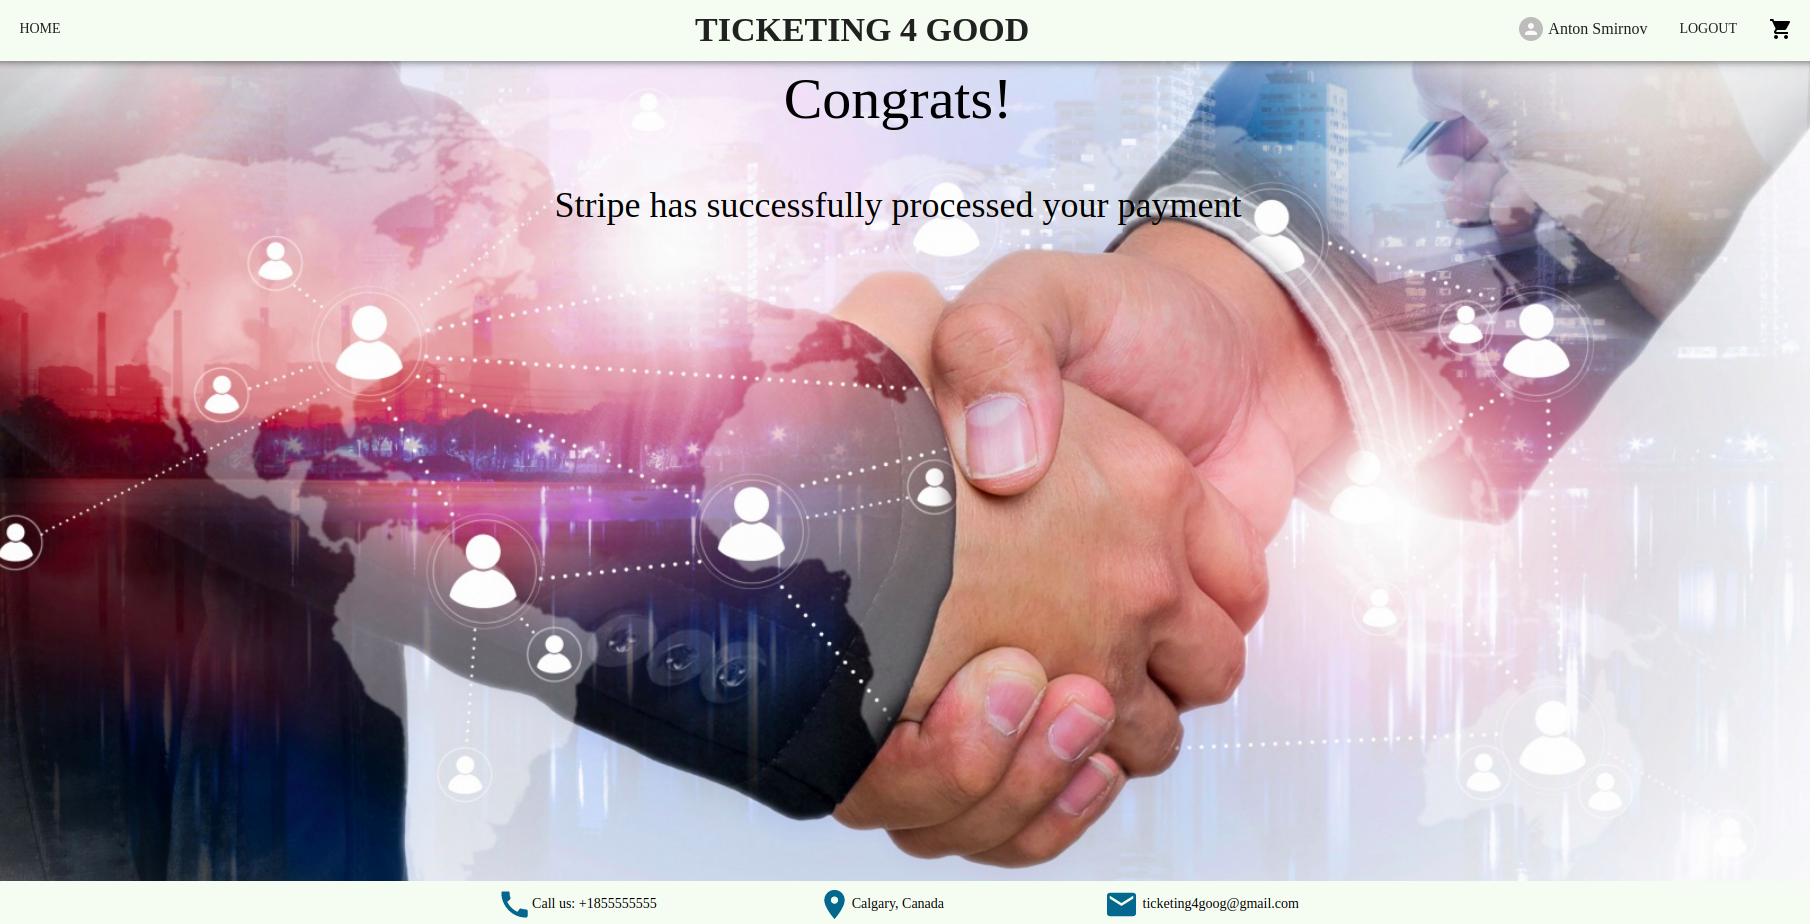 HOME
TICKETING 4 GOOD
Anton Smirnov
LOGOUT
Congrats!
Stripe has successfully processed your payment
Call us: +1855555555
Calgary, Canada
ticketing4goog@gmail.com